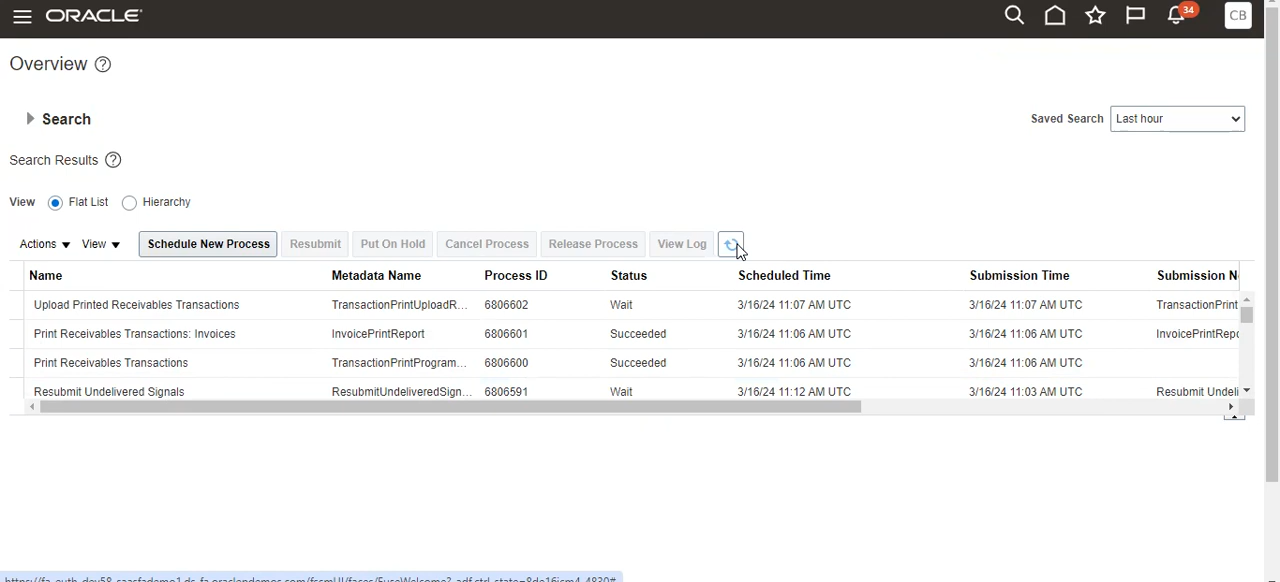 ORACLE
34
CB
Overview ?
Search
Saved Search Last hour
Search Results ?
View Flat List Hierarchy
Actions View Schedule New Process Resubmit Put On Hold Cancel Process Release Process View Log
Name Metadata Name Process ID Status Scheduled Time Submission Time Submission N
Upload Printed Receivables Transactions TransactionPrintUploadR... 6806602 Wait 3/16/24 11:07 AM UTC 3/16/24 11:07 AM UTC TransactionPrint
Print Receivables Transactions: Invoices InvoicePrintReport 6806601 Succeeded 3/16/24 11:06 AM UTC 3/16/24 11:06 AM UTC InvoicePrintRepo
Print Receivables Transactions TransactionPrintProgram... 6806600 Succeeded 3/16/24 11:06 AM UTC 3/16/24 11:06 AM UTC
Resubmit Undelivered Signals ResubmitUndeliveredSign... 6806591 Wait 3/16/24 11:12 AM UTC 3/16/24 11:03 AM UTC Resubmit Undeli